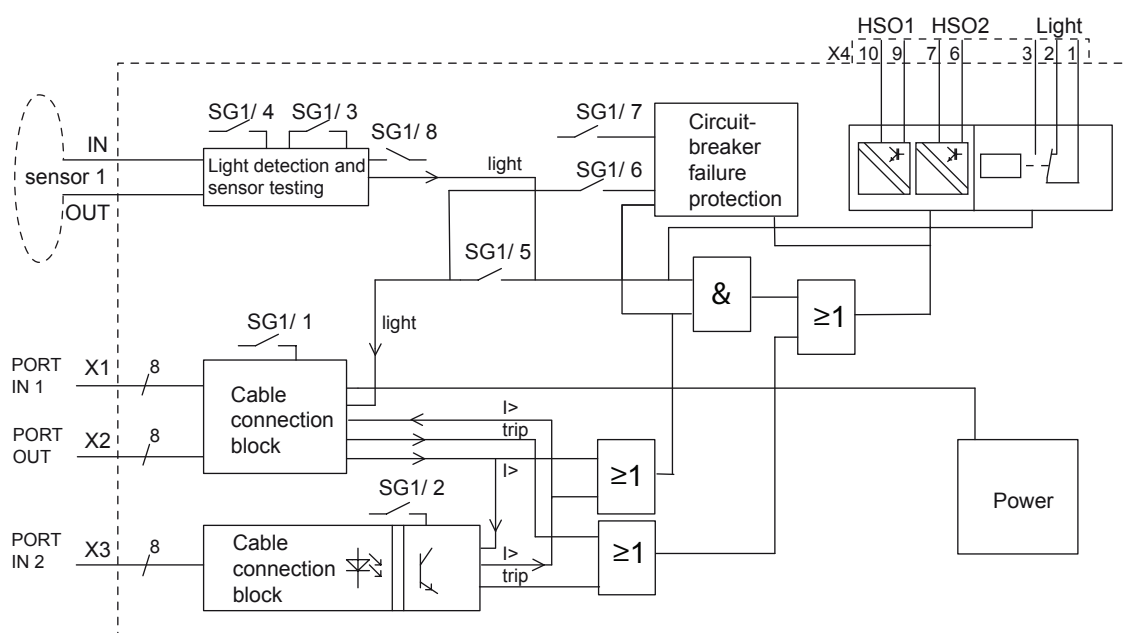 HSO1 HSO2 Light
X4 10 9 7 6 3 2 1
SG1/ 4 SG1/ 3 SG1/ 7
SG1/ 8
Circuit-
breaker
failure
protection
IN
sensor 1
OUT
Light detection and
sensor testing
light
SG1/ 6
SG1/ 5
&
≥1
SG1/ 1
light
PORT
IN 1
X1
8
Cable
connection
block
PORT
OUT
X2
8
I>
trip
I>
≥1
SG1/ 2
Power
PORT
IN 2
X3
8
Cable
connection
block
I>
trip
≥1